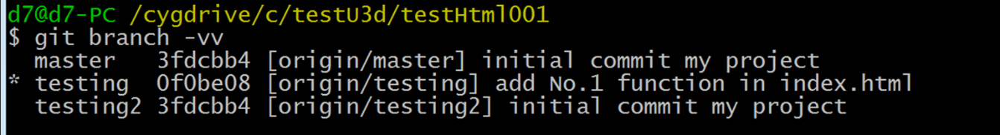 d7@d7-PC /cygdrive/c/testU3d/testHtml001
$ git branch -vv
  master   3fdcbb4 [origin/master] initial commit my project
* testing  0f0be08 [origin/testing] add No.1 function in index.html
  testing2 3fdcbb4 [origin/testing2] initial commit my project